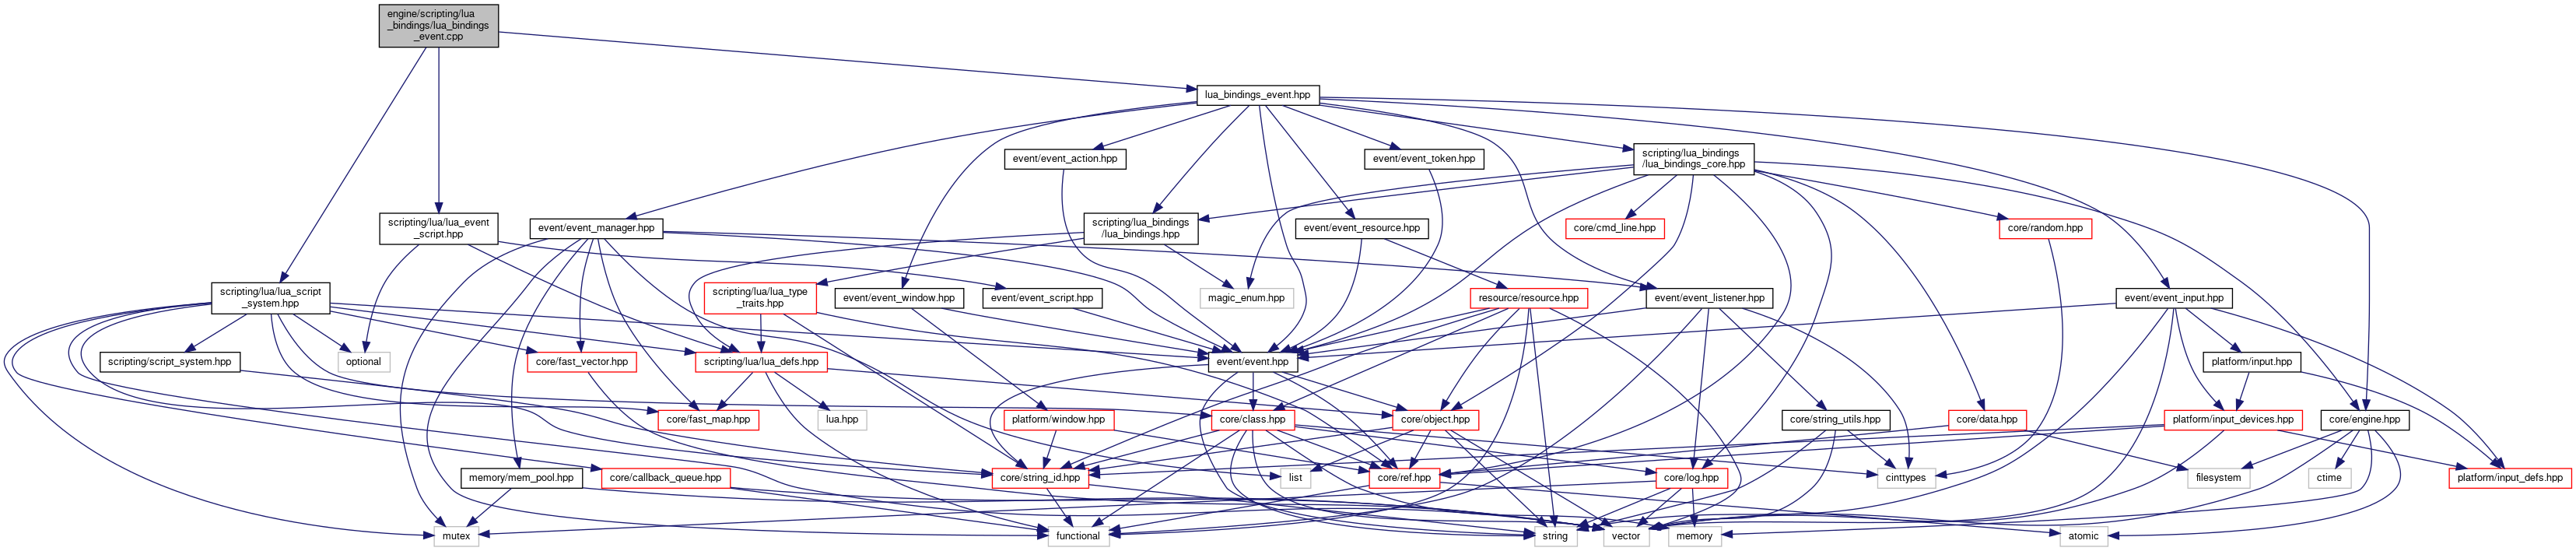 engine/scripting/lua
_bindings/lua_bindings
_event.cpp
lua_bindings_event.hpp
event/event_action.hpp
event/event_token.hpp
scripting/lua_bindings
/lua_bindings_core.hpp
scripting/lua/lua_event
_script.hpp
event/event_manager.hpp
scripting/lua_bindings
/lua_bindings.hpp
event/event_resource.hpp
core/cmd_line.hpp
core/random.hpp
scripting/lua/lua_script
_system.hpp
scripting/lua/lua_type
_traits.hpp
event/event_window.hpp
event/event_script.hpp
magic_enum.hpp
resource/resource.hpp
event/event_listener.hpp
event/event_input.hpp
scripting/script_system.hpp
optional
core/fast_vector.hpp
scripting/lua/lua_defs.hpp
event/event.hpp
platform/input.hpp
core/fast_map.hpp
lua.hpp
platform/window.hpp
core/class.hpp
core/object.hpp
core/string_utils.hpp
core/data.hpp
platform/input_devices.hpp
core/engine.hpp
memory/mem_pool.hpp
core/callback_queue.hpp
core/string_id.hpp
list
core/ref.hpp
core/log.hpp
cinttypes
filesystem
ctime
platform/input_defs.hpp
mutex
functional
string
vector
memory
atomic